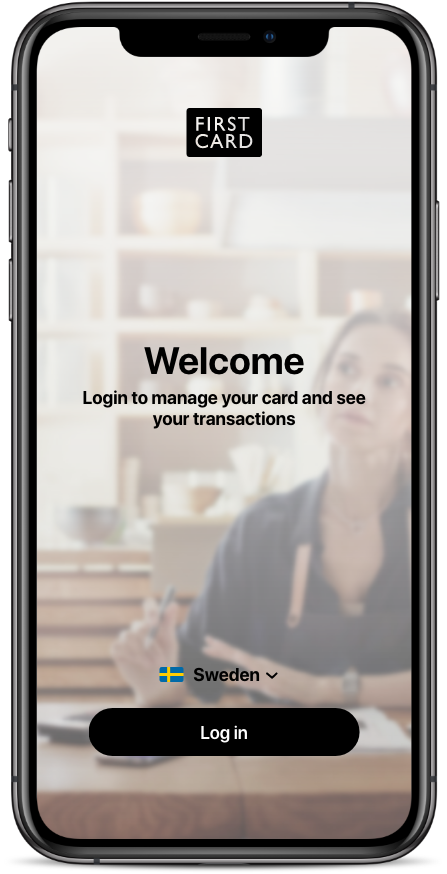 FIRST
CARD
Welcome
Login to manage your card and see
your transactions
Sweden
Log in